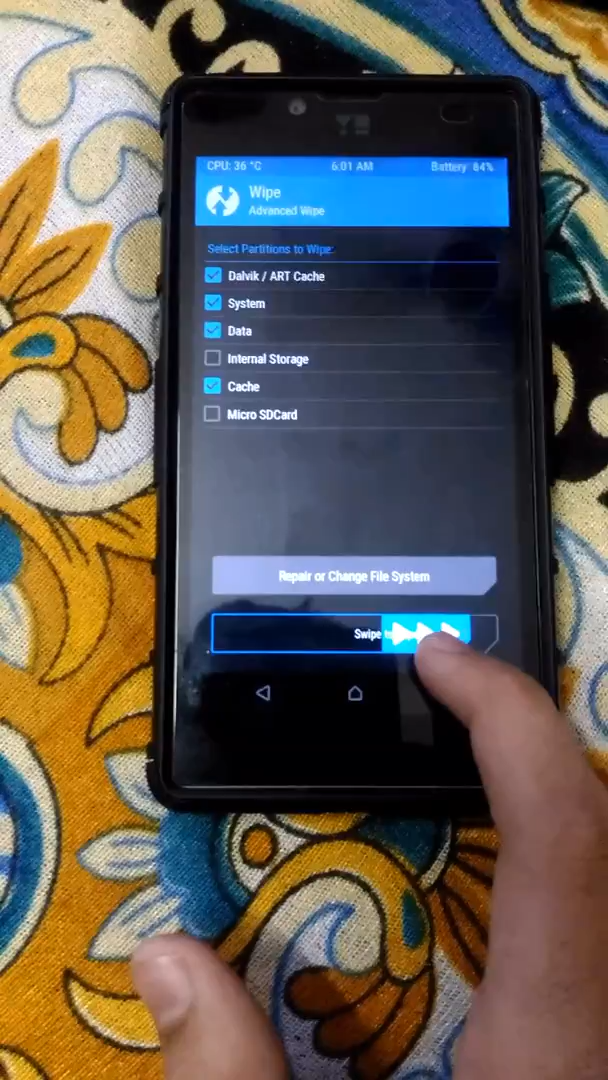 YU
CPU: 36 °C 6:01 AM Battery: 84%
Wipe
Advanced Wipe
Select Partitions to Wipe:
Dalvik / ART Cache
System
Data
Internal Storage
Cache
Micro SDCard
Repair or Change File System
Swipe